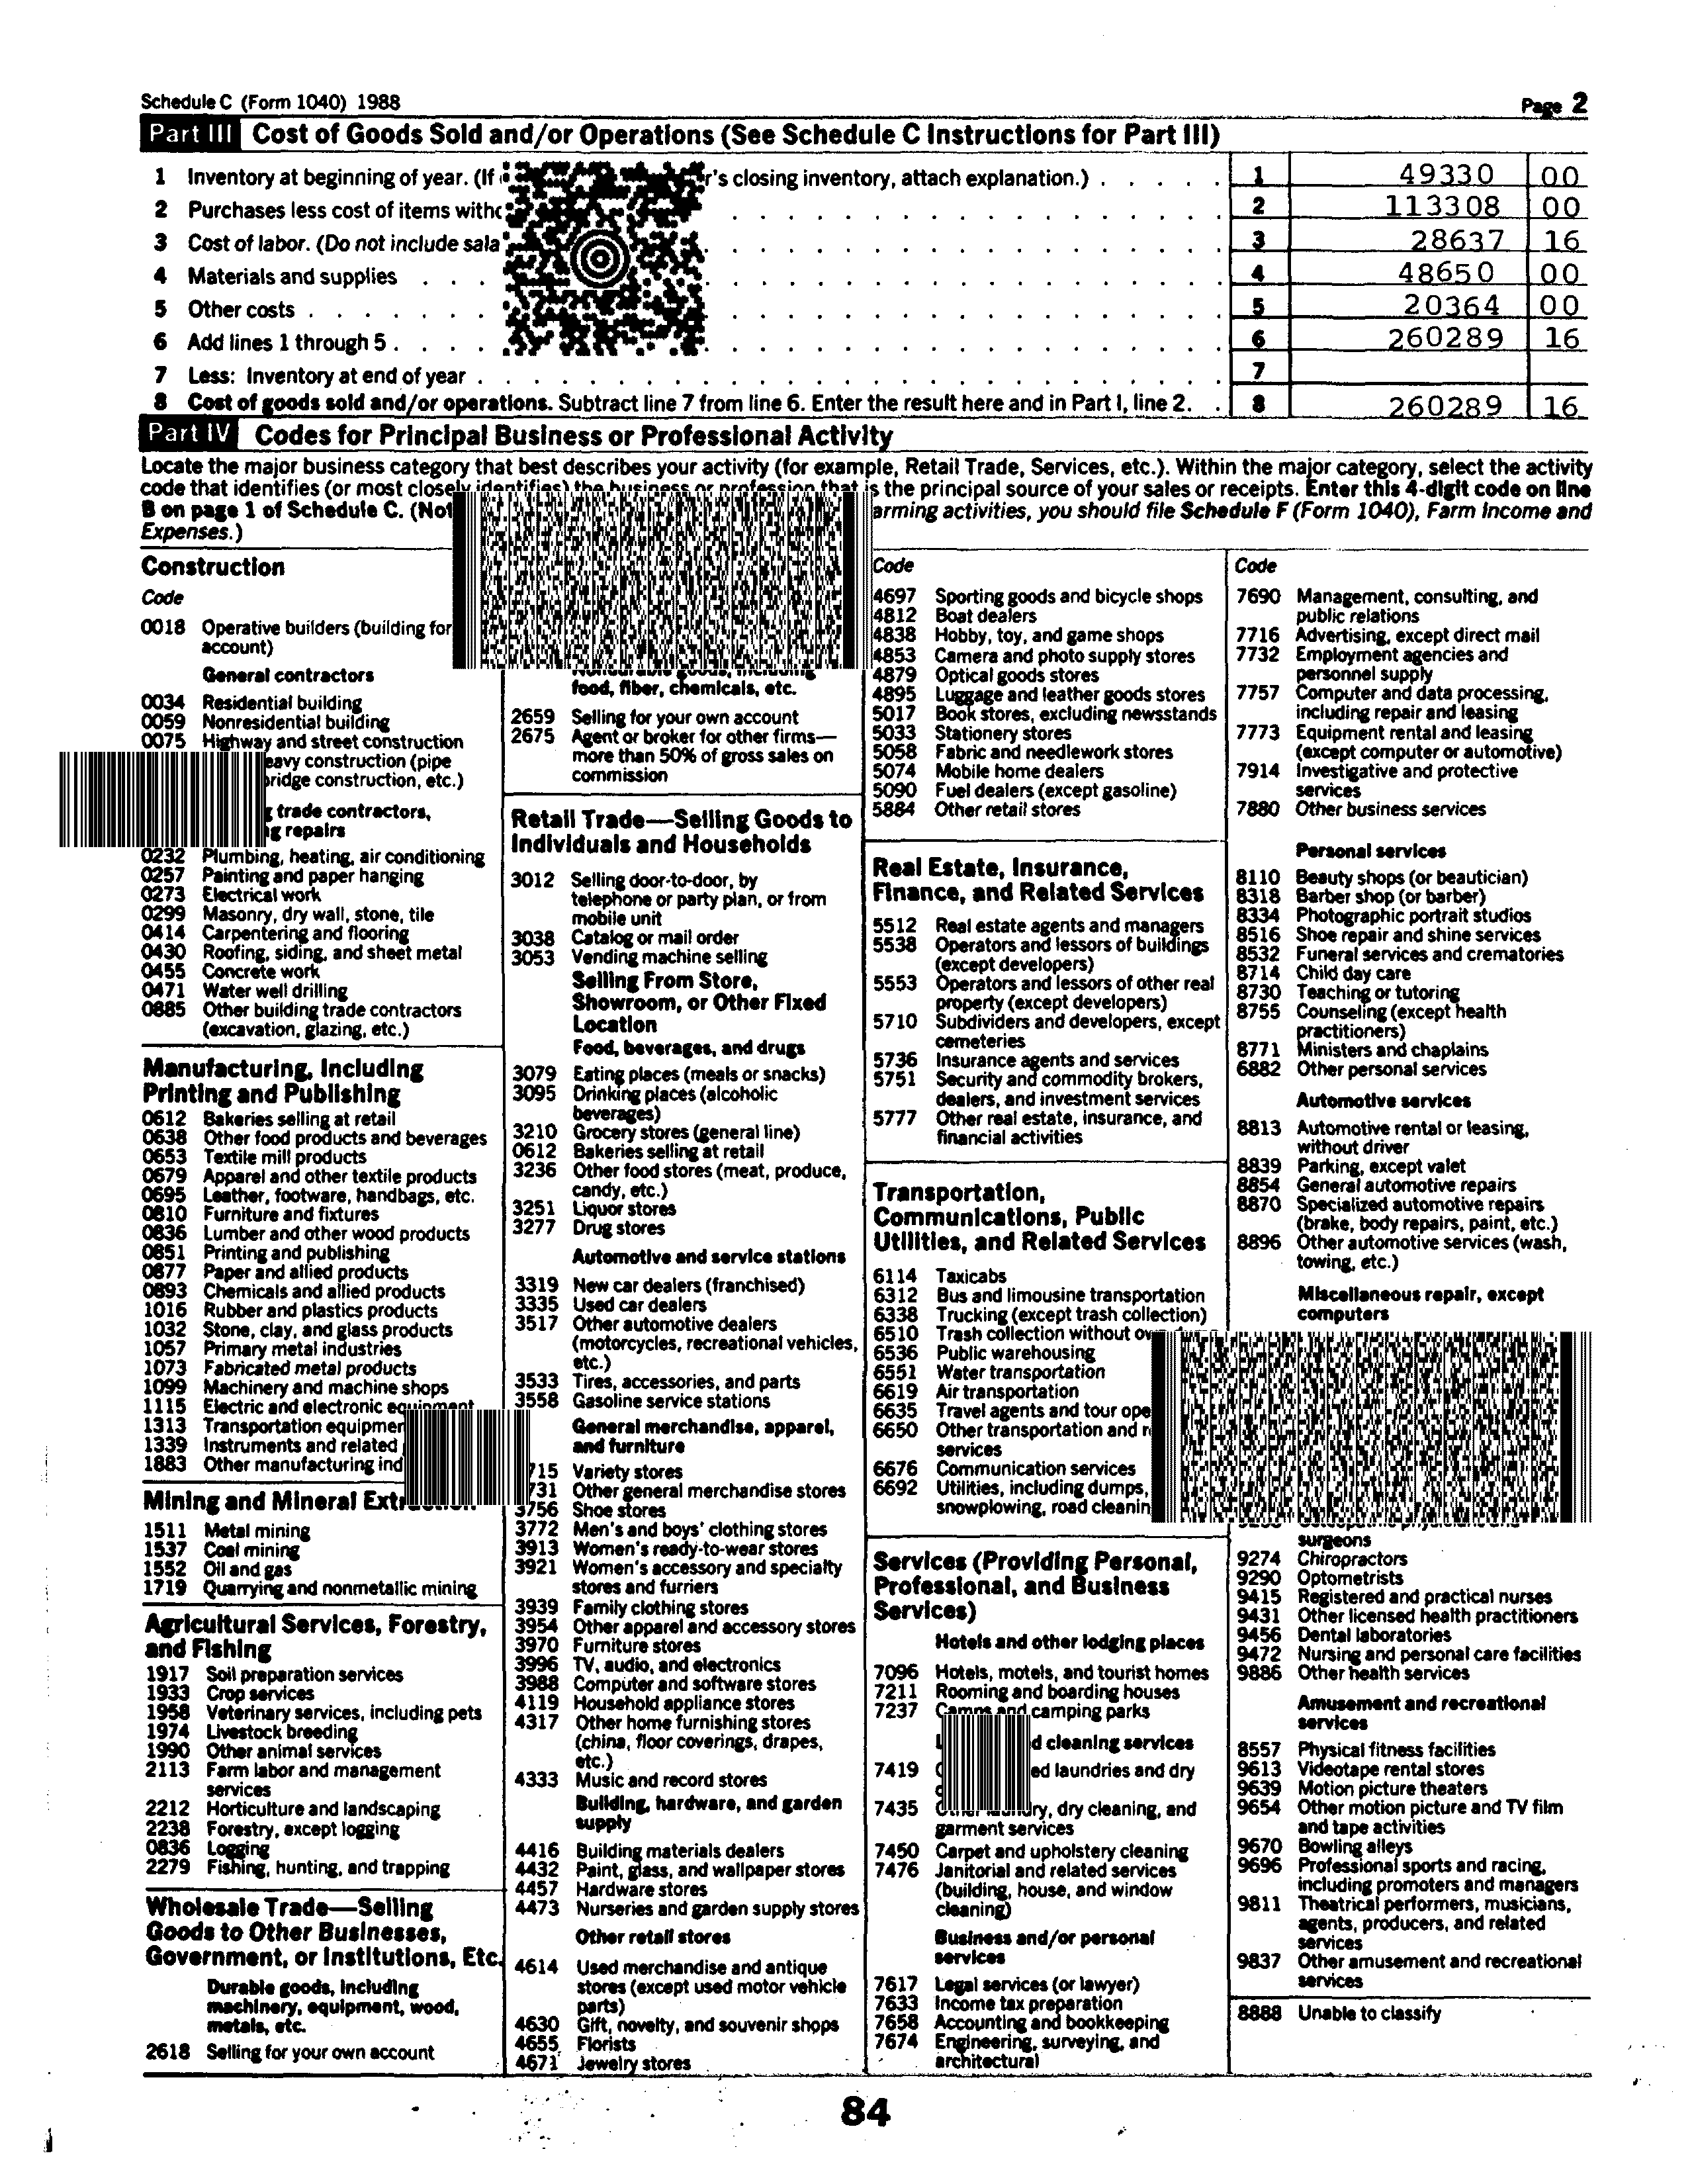 Schedule C (Form 1040) 1988
Page 2
Part III Cost of Goods Sold and/or Operations (See Schedule C Instructions for Part III)
1 Inventory at beginning of year. (If r's closing inventory, attach explanation.) . . . . . 1 49330 00
2 Purchases less cost of items 2 113308 00
3 Cost of labor. (Do not include 3 28637 16
4 Materials and supplies 4 48650 00
5 Other costs 5 20364 00
6 Add lines 1 through 5 6 260289 16
7 Less: Inventory at end of year 7
8 Cost of goods sold and/or operations. Subtract line 7 from line 6. Enter the result here and in Part I, line 2. . 8 260289 16
Part IV Codes for Principal Business or Professional Activity
Locate the major business category that best describes your activity (for example, Retail Trade, Services, etc.). Within the major category, select the activity
code that identifies (or most closely identifies) the business or profession that is the principal source of your sales or receipts. Enter this 4-digit code on line
B on page 1 of Schedule C. (Not arming activities, you should file Schedule F (Form 1040), Farm Income and
Expenses.)
Construction
Code
0018 Operative builders (building for
account)
General contractors
0034 Residential building
0059 Nonresidential building
0075 Highway and street construction
eavy construction (pipe
bridge construction, etc.)
trade contractors,
repairs
0232 Plumbing, heating, air conditioning
0257 Painting and paper hanging
0273 Electrical work
0299 Masonry, dry wall, stone, tile
0414 Carpentering and flooring
0430 Roofing, siding, and sheet metal
0455 Concrete work
0471 Water well drilling
0885 Other building trade contractors
(excavation, glazing, etc.)
Manufacturing, Including
Printing and Publishing
0612 Bakeries selling at retail
0638 Other food products and beverages
0653 Textile mill products
0679 Apparel and other textile products
0695 Leather, footware, handbags, etc.
0810 Furniture and fixtures
0836 Lumber and other wood products
0851 Printing and publishing
0877 Paper and allied products
0893 Chemicals and allied products
1016 Rubber and plastics products
1032 Stone, clay, and glass products
1057 Primary metal industries
1073 Fabricated metal products
1099 Machinery and machine shops
1115 Electric and electronic equipment
1313 Transportation equipmen
1339 Instruments and related
1883 Other manufacturing ind
Mining and Mineral Extraction
1511 Metal mining
1537 Coal mining
1552 Oil and gas
1719 Quarrying and nonmetallic mining
Agricultural Services, Forestry,
and Fishing
1917 Soil preparation services
1933 Crop services
1958 Veterinary services, including pets
1974 Livestock breeding
1990 Other animal services
2113 Farm labor and management
services
2212 Horticulture and landscaping
2238 Forestry, except logging
0836 Logging
2279 Fishing, hunting, and trapping
Wholesale Trade—Selling
Goods to Other Businesses,
Government, or Institutions, Etc.
Durable goods, including
machinery, equipment, wood,
metals, etc.
2618 Selling for your own account
Nondurable goods, including
food, fiber, chemicals, etc.
2659 Selling for your own account
2675 Agent or broker for other firms—
more than 50% of gross sales on
commission
Retail Trade—Selling Goods to
Individuals and Households
3012 Selling door-to-door, by
telephone or party plan, or from
mobile unit
3038 Catalog or mail order
3053 Vending machine selling
Selling From Store,
Showroom, or Other Fixed
Location
Food, beverages, and drugs
3079 Eating places (meals or snacks)
3095 Drinking places (alcoholic
beverages)
3210 Grocery stores (general line)
0612 Bakeries selling at retail
3236 Other food stores (meat, produce,
candy, etc.)
3251 Liquor stores
3277 Drug stores
Automotive and service stations
3319 New car dealers (franchised)
3335 Used car dealers
3517 Other automotive dealers
(motorcycles, recreational vehicles,
etc.)
3533 Tires, accessories, and parts
3558 Gasoline service stations
General merchandise, apparel,
and furniture
715 Variety stores
731 Other general merchandise stores
3756 Shoe stores
3772 Men's and boys' clothing stores
3913 Women's ready-to-wear stores
3921 Women's accessory and specialty
stores and furriers
3939 Family clothing stores
3954 Other apparel and accessory stores
3970 Furniture stores
3996 TV, audio, and electronics
3988 Computer and software stores
4119 Household appliance stores
4317 Other home furnishing stores
(china, floor coverings, drapes,
etc.)
4333 Music and record stores
Building, hardware, and garden
supply
4416 Building materials dealers
4432 Paint, glass, and wallpaper stores
4457 Hardware stores
4473 Nurseries and garden supply stores
Other retail stores
4614 Used merchandise and antique
stores (except used motor vehicle
parts)
4630 Gift, novelty, and souvenir shops
4655 Florists
4671 Jewelry stores
Code
4697 Sporting goods and bicycle shops
4812 Boat dealers
4838 Hobby, toy, and game shops
4853 Camera and photo supply stores
4879 Optical goods stores
4895 Luggage and leather goods stores
5017 Book stores, excluding newsstands
5033 Stationery stores
5058 Fabric and needlework stores
5074 Mobile home dealers
5090 Fuel dealers (except gasoline)
5884 Other retail stores
Real Estate, Insurance,
Finance, and Related Services
5512 Real estate agents and managers
5538 Operators and lessors of buildings
(except developers)
5553 Operators and lessors of other real
property (except developers)
5710 Subdividers and developers, except
cemeteries
5736 Insurance agents and services
5751 Security and commodity brokers,
dealers, and investment services
5777 Other real estate, insurance, and
financial activities
Transportation,
Communications, Public
Utilities, and Related Services
6114 Taxicabs
6312 Bus and limousine transportation
6338 Trucking (except trash collection)
6510 Trash collection without
6536 Public warehousing
6551 Water transportation
6619 Air transportation
6635 Travel agents and tour ope
6650 Other transportation and
services
6676 Communication services
6692 Utilities, including dumps,
snowplowing, road cleanin
Services (Providing Personal,
Professional, and Business
Services)
Hotels and other lodging places
7096 Hotels, motels, and tourist homes
7211 Rooming and boarding houses
7237 Camps and camping parks
d cleaning services
7419 ed laundries and dry
7435 Other laundry, dry cleaning, and
garment services
7450 Carpet and upholstery cleaning
7476 Janitorial and related services
(building, house, and window
cleaning)
Business and/or personal
services
7617 Legal services (or lawyer)
7633 Income tax preparation
7658 Accounting and bookkeeping
7674 Engineering, surveying, and
architectural
Code
7690 Management, consulting, and
public relations
7716 Advertising, except direct mail
7732 Employment agencies and
personnel supply
7757 Computer and data processing,
including repair and leasing
7773 Equipment rental and leasing
(except computer or automotive)
7914 Investigative and protective
services
7880 Other business services
Personal services
8110 Beauty shops (or beautician)
8318 Barber shop (or barber)
8334 Photographic portrait studios
8516 Shoe repair and shine services
8532 Funeral services and crematories
8714 Child day care
8730 Teaching or tutoring
8755 Counseling (except health
practitioners)
8771 Ministers and chaplains
6882 Other personal services
Automotive services
8813 Automotive rental or leasing,
without driver
8839 Parking, except valet
8854 General automotive repairs
8870 Specialized automotive repairs
(brake, body repairs, paint, etc.)
8896 Other automotive services (wash,
towing, etc.)
Miscellaneous repair, except
computers
surgeons
9274 Chiropractors
9290 Optometrists
9415 Registered and practical nurses
9431 Other licensed health practitioners
9456 Dental laboratories
9472 Nursing and personal care facilities
9886 Other health services
Amusement and recreational
services
8557 Physical fitness facilities
9613 Videotape rental stores
9639 Motion picture theaters
9654 Other motion picture and TV film
and tape activities
9670 Bowling alleys
9696 Professional sports and racing,
including promoters and managers
9811 Theatrical performers, musicians,
agents, producers, and related
services
9837 Other amusement and recreational
services
8888 Unable to classify
84